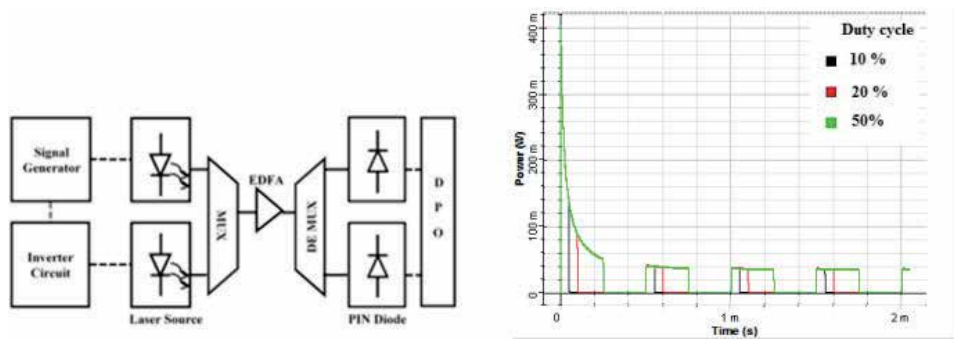 Signal
Generator
Inverter
Circuit
Laser Source
MUX
EDFA
DE MUX
PIN Diode
D
P
O
Power (W)
400 m
300 m
200 m
100 m
0
0
1 m
2 m
Time (s)
Duty cycle
10 %
20 %
50%